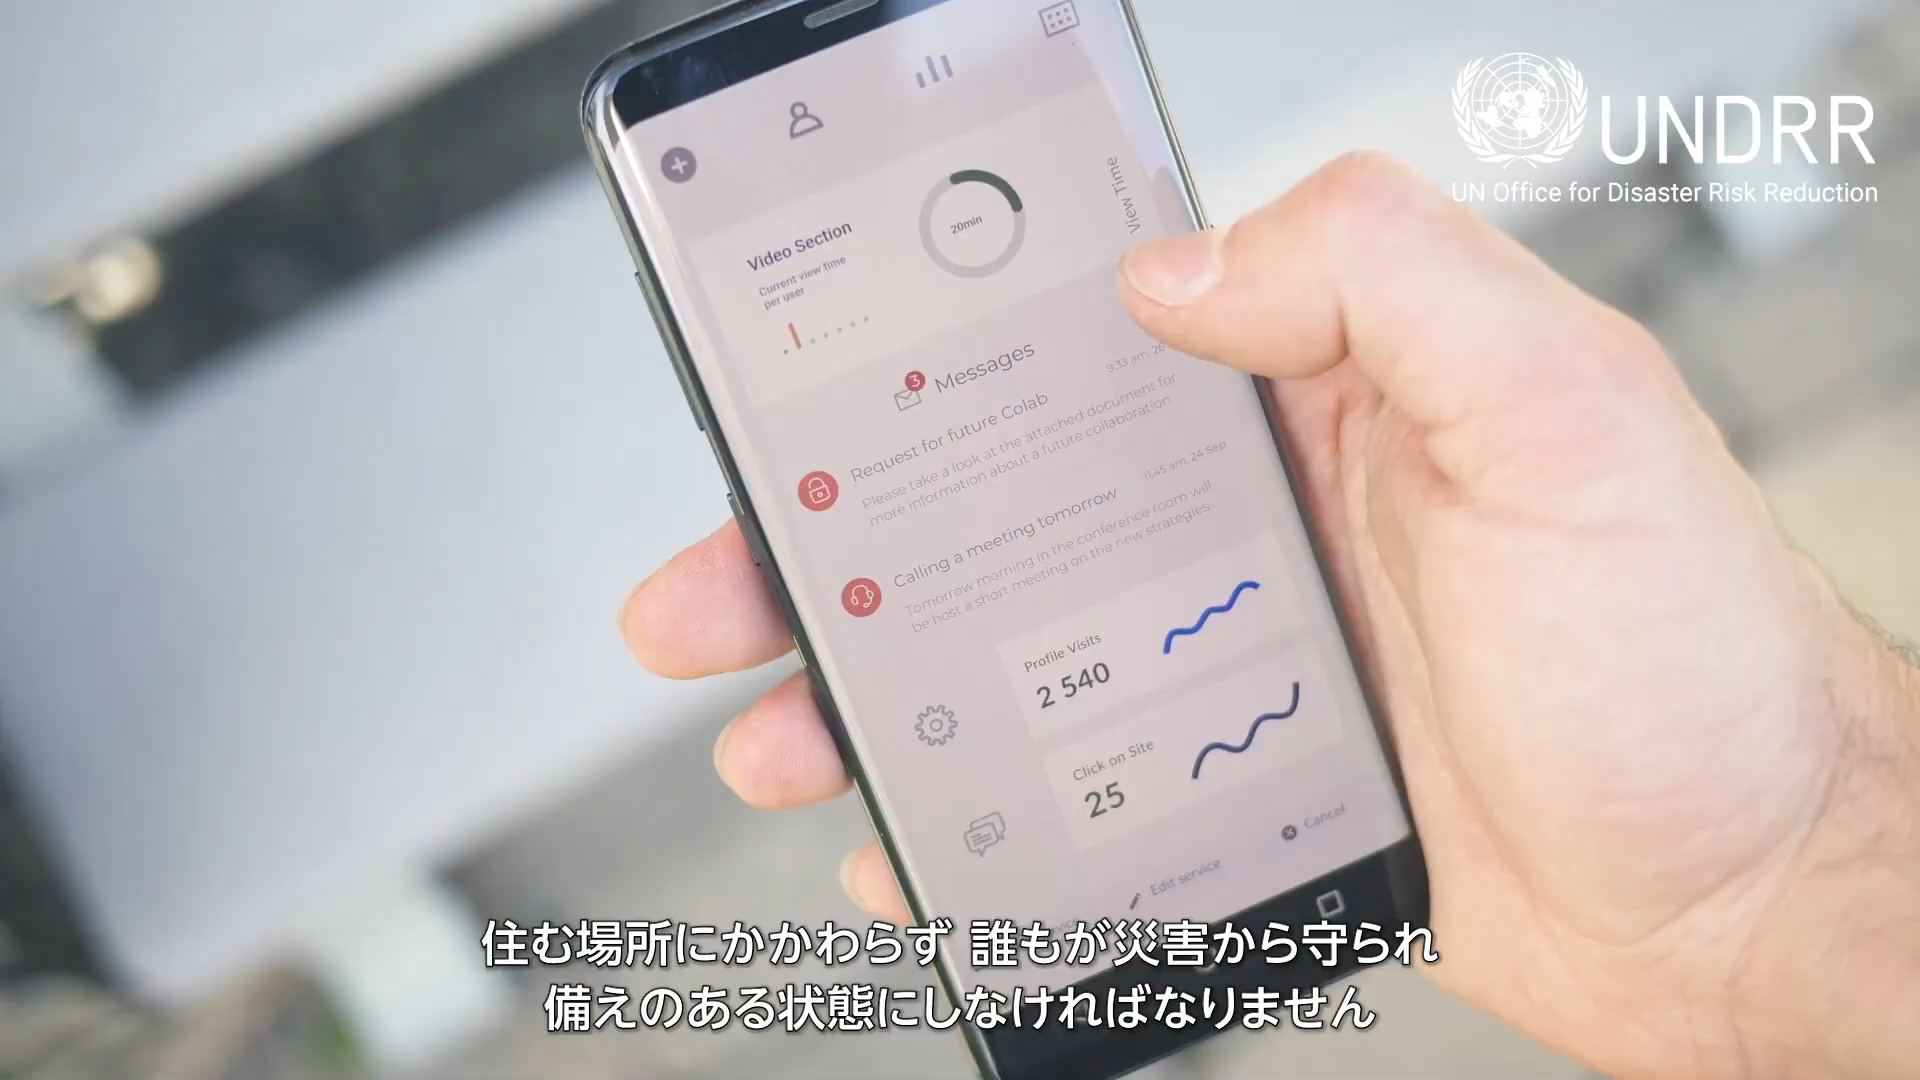 UNDRR
UN Office for Disaster Risk Reduction
Video Section
Current view time
per user
20min
View Time
3
Messages
Request for future Colab
9:33 am, 26
Please take a look at the attached document for
more information about a future collaboration ...
Calling a meeting tomorrow
11:45 am, 24 Sep
Tomorrow morning in the conference room will
be host a short meeting on the new strategies...
Profile Visits
2 540
Click on Site
25
Cancel
Edit service
住む場所にかかわらず 誰もが災害から守られ
備えのある状態にしなければなりません